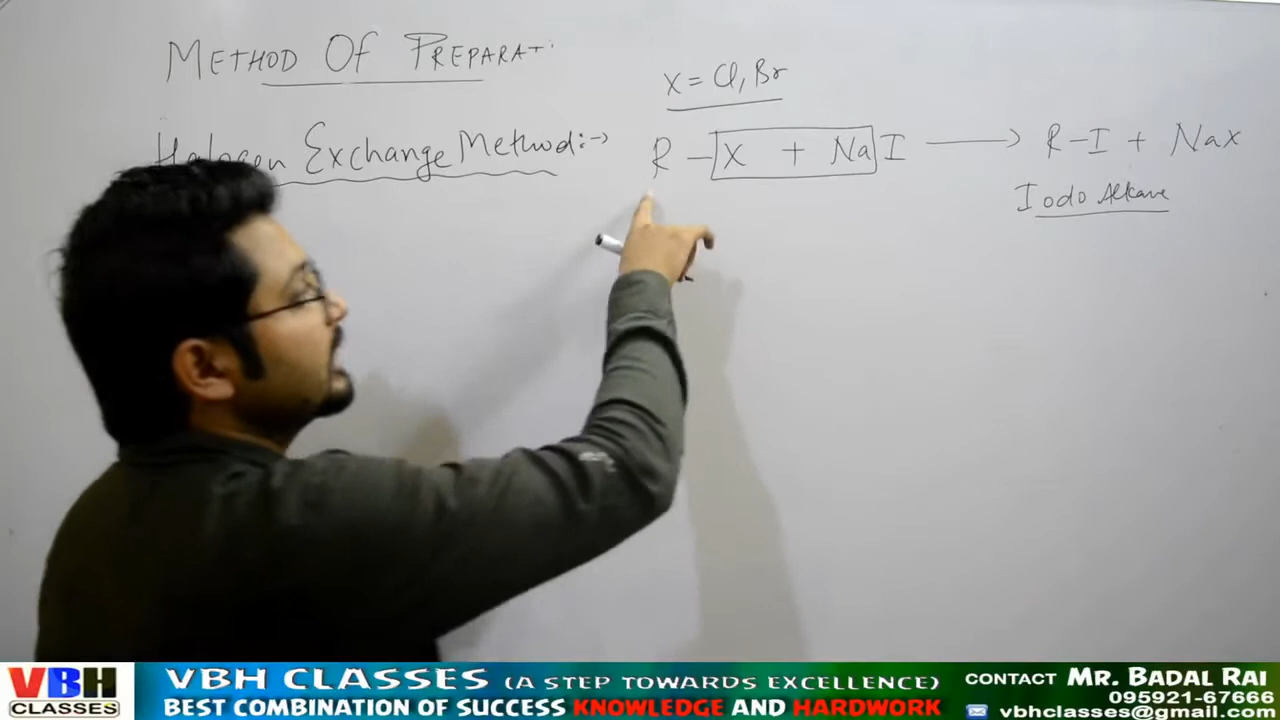 METHOD OF PREPARAT
X = Cl, Br
Halogen Exchange Method:-> R - X + NaI ⟶ R - I + NaX
Iodo Alkane
VBH CLASSES
VBH CLASSES (A STEP TOWARDS EXCELLENCE)
BEST COMBINATION OF SUCCESS KNOWLEDGE AND HARDWORK
CONTACT MR. BADAL RAI
095921-67666
vbhclasses@gmail.com